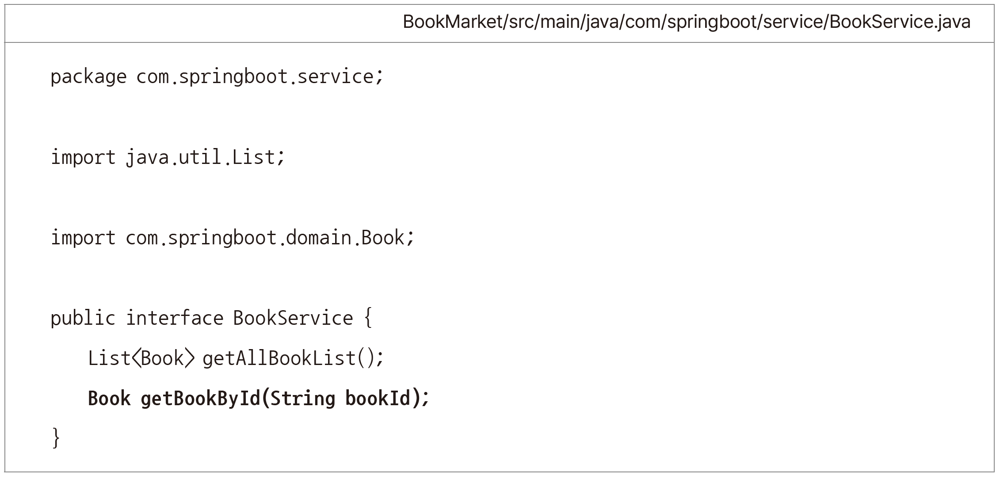 BookMarket/src/main/java/com/springboot/service/BookService.java
package com.springboot.service;
import java.util.List;
import com.springboot.domain.Book;
public interface BookService {
List<Book> getAllBookList();
Book getBookById(String bookId);
}